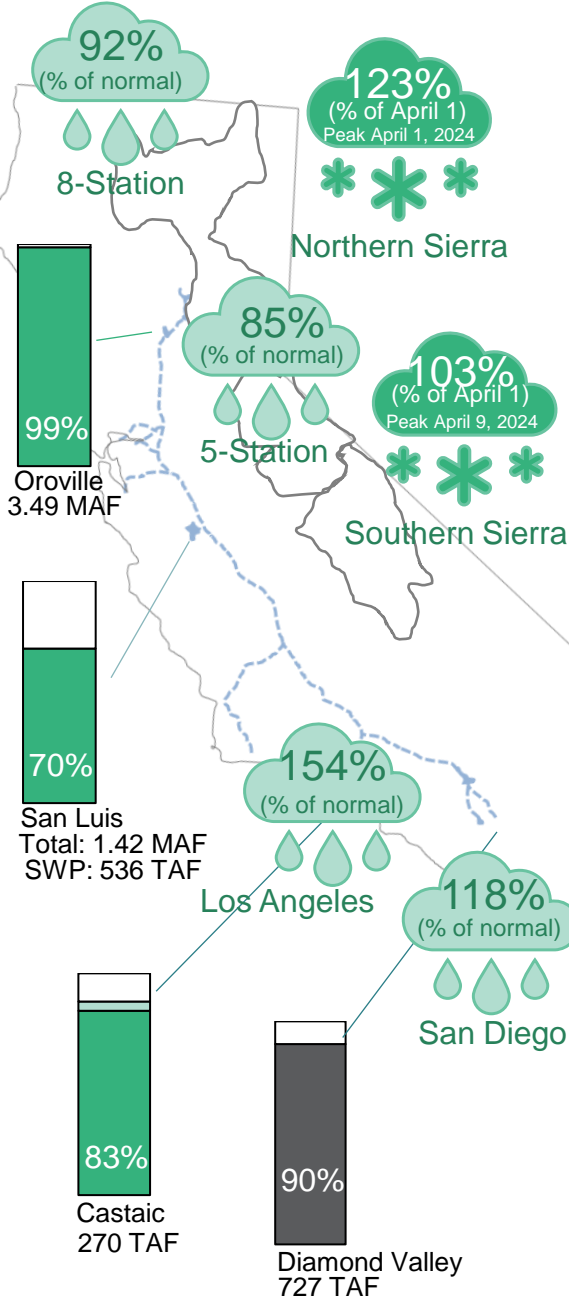 92%
(% of normal)
8-Station
123%
(% of April 1)
Peak April 1, 2024
Northern Sierra
85%
(% of normal)
5-Station
103%
(% of April 1)
Peak April 9, 2024
Southern Sierra
99%
Oroville
3.49 MAF
70%
San Luis
Total: 1.42 MAF
SWP: 536 TAF
154%
(% of normal)
Los Angeles
118%
(% of normal)
San Diego
83%
Castaic
270 TAF
90%
Diamond Valley
727 TAF